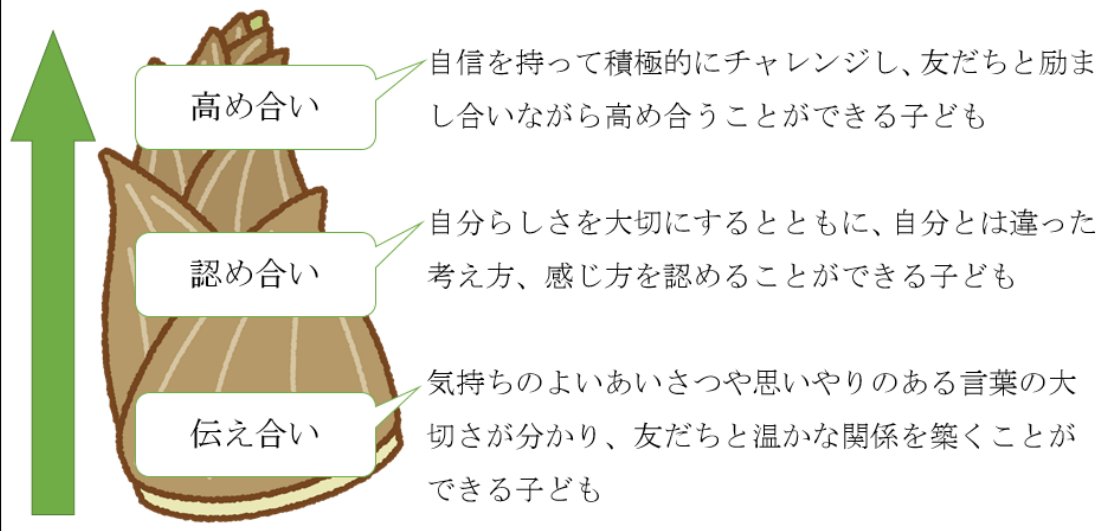 高め合い
自信を持って積極的にチャレンジし、友だちと励ま
し合いながら高め合うことができる子ども
認め合い
自分らしさを大切にするとともに、自分とは違った
考え方、感じ方を認めることができる子ども
伝え合い
気持ちのよいあいさつや思いやりのある言葉の大
切さが分かり、友だちと温かな関係を築くことが
できる子ども